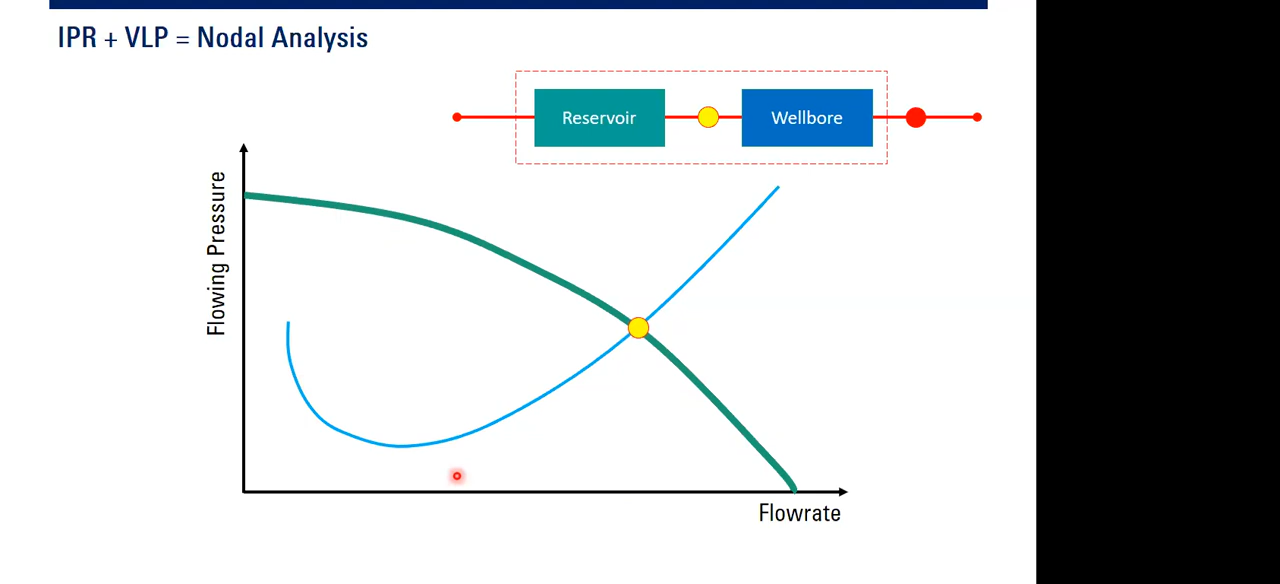 IPR + VLP = Nodal Analysis
Reservoir
Wellbore
Flowing Pressure
Flowrate